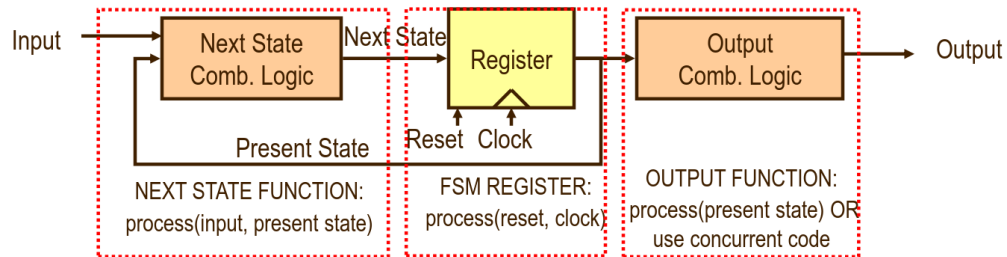 Input
Next State
Comb. Logic
Next State
Register
Output
Comb. Logic
Output
Reset
Clock
Present State
NEXT STATE FUNCTION:
process(input, present state)
FSM REGISTER:
process(reset, clock)
OUTPUT FUNCTION:
process(present state) OR
use concurrent code